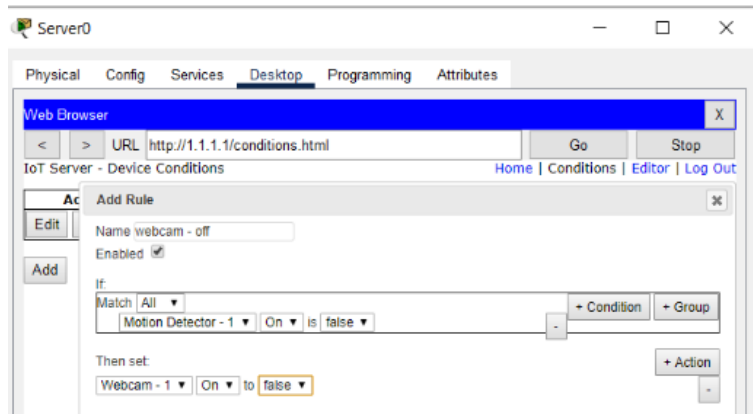 Server0
Physical Config Services Desktop Programming Attributes
Web Browser X
< > URL http://1.1.1.1/conditions.html Go Stop
IoT Server - Device Conditions Home | Conditions | Editor | Log Out
Add Rule
Edit
Name webcam - off
Enabled
Add
If:
Match All + Condition + Group
Motion Detector - 1 On is false -
Then set: + Action
Webcam - 1 On to false -